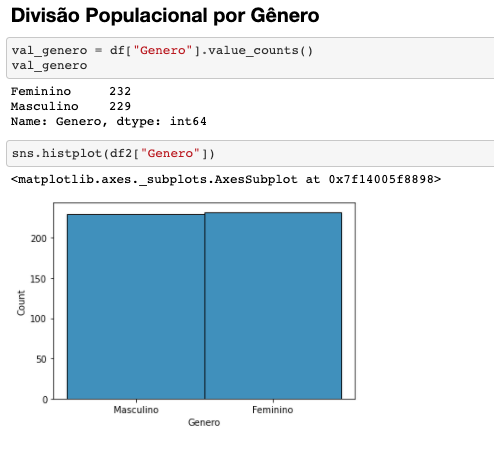 Divisão Populacional por Gênero
val_genero = df["Genero"].value_counts()
val_genero
Feminino     232
Masculino    229
Name: Genero, dtype: int64
sns.histplot(df2["Genero"])
<matplotlib.axes._subplots.AxesSubplot at 0x7f14005f8898>
200
150
100
50
0
Count
Masculino
Feminino
Genero